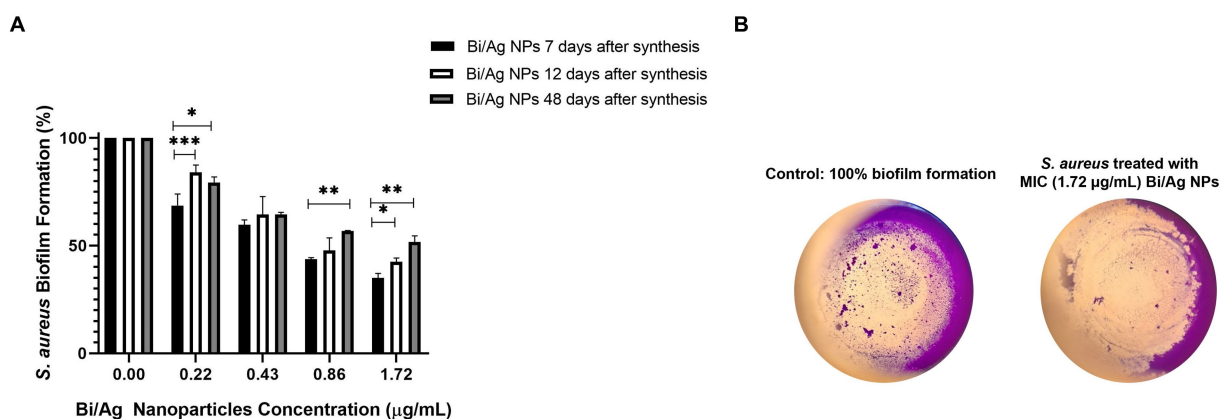 A
B
Bi/Ag NPs 7 days after synthesis
Bi/Ag NPs 12 days after synthesis
Bi/Ag NPs 48 days after synthesis
S. aureus Biofilm Formation (%)
100
50
0
*
***
**
**
*
0.00 0.22 0.43 0.86 1.72
Bi/Ag Nanoparticles Concentration (μg/mL)
Control: 100% biofilm formation
S. aureus treated with
MIC (1.72 μg/mL) Bi/Ag NPs